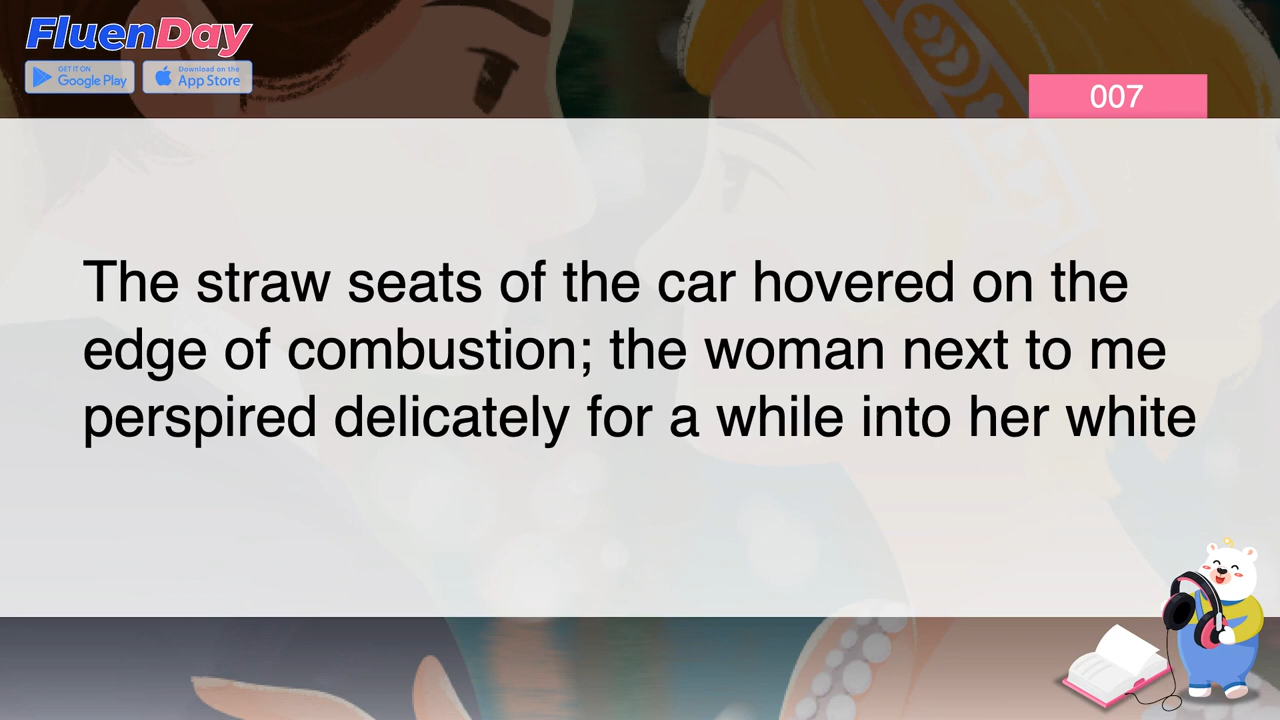 FluenDay
GET IT ON
Google Play
Download on the
App Store
007
The straw seats of the car hovered on the
edge of combustion; the woman next to me
perspired delicately for a while into her white